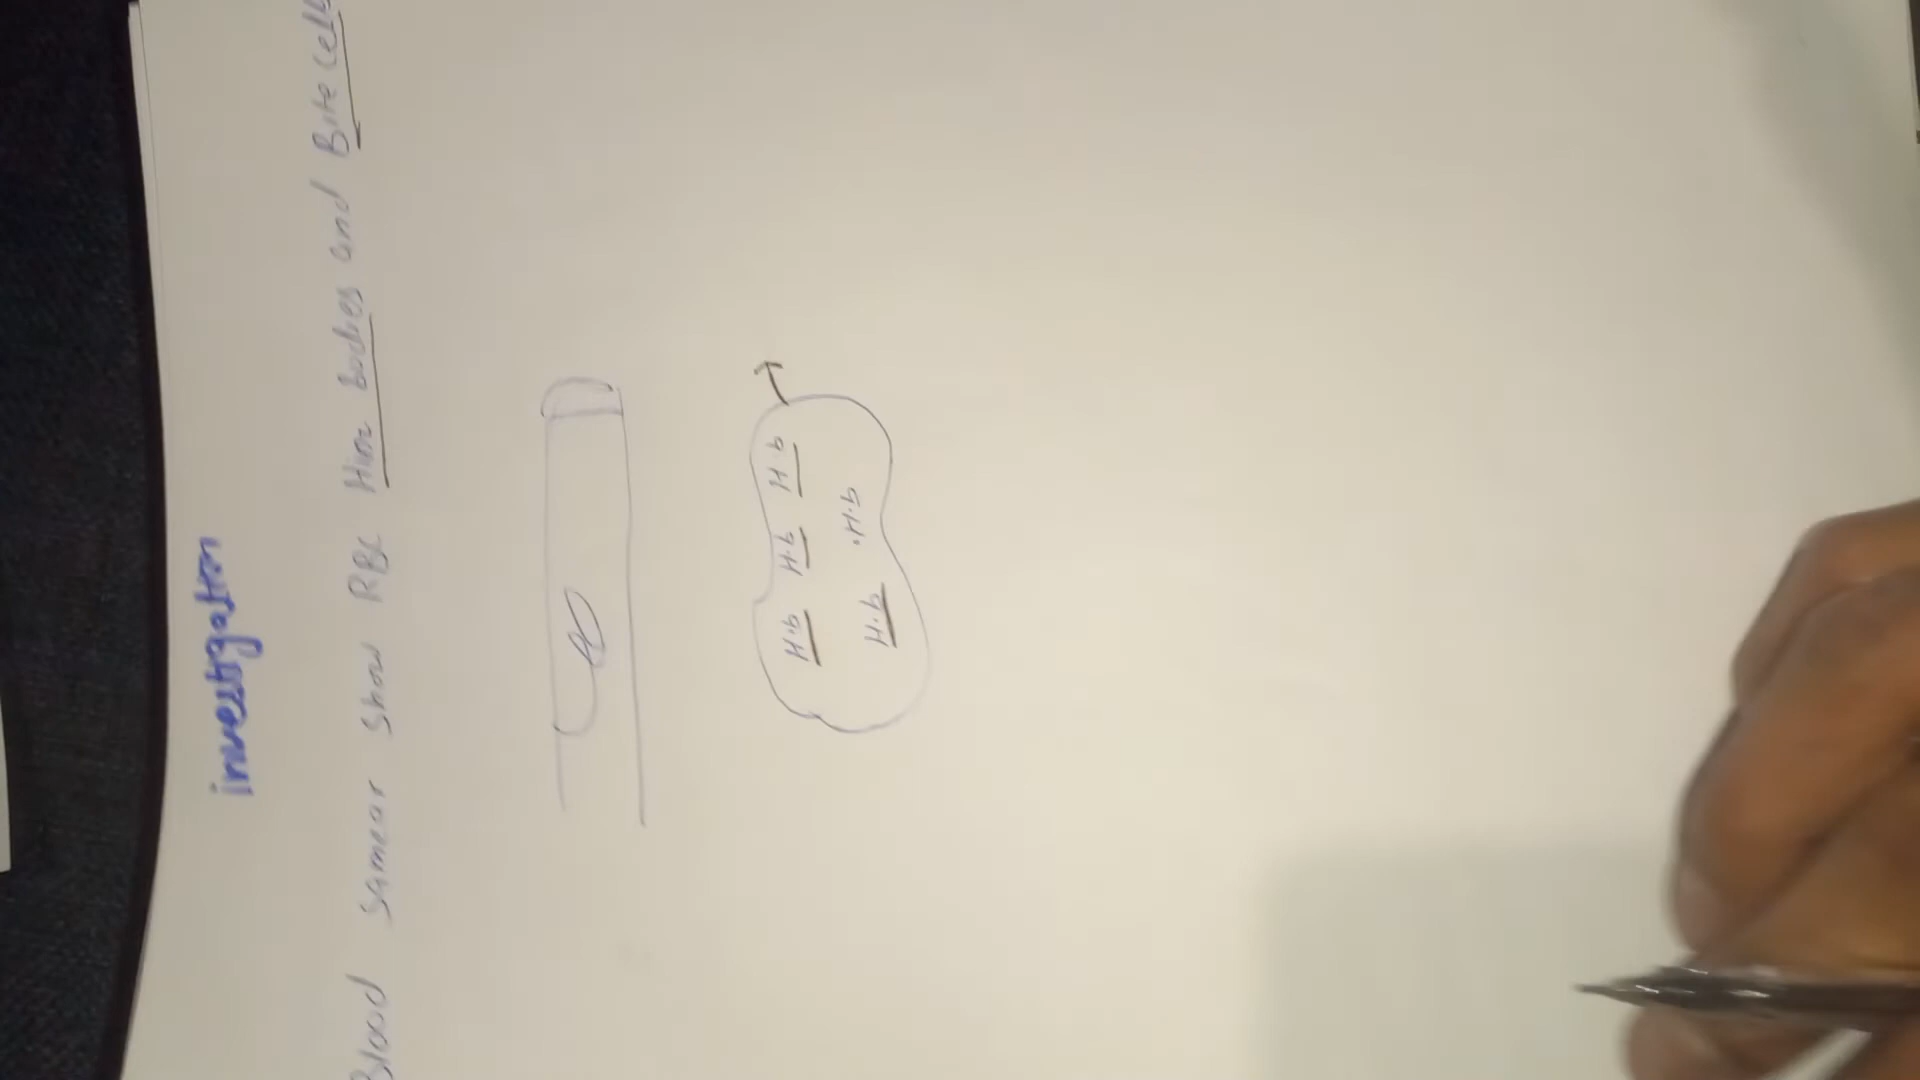 investigation
Blood Smear Show RBC Hinz bodies and Bite Cells
H.b H.b H.b
H.b H.b